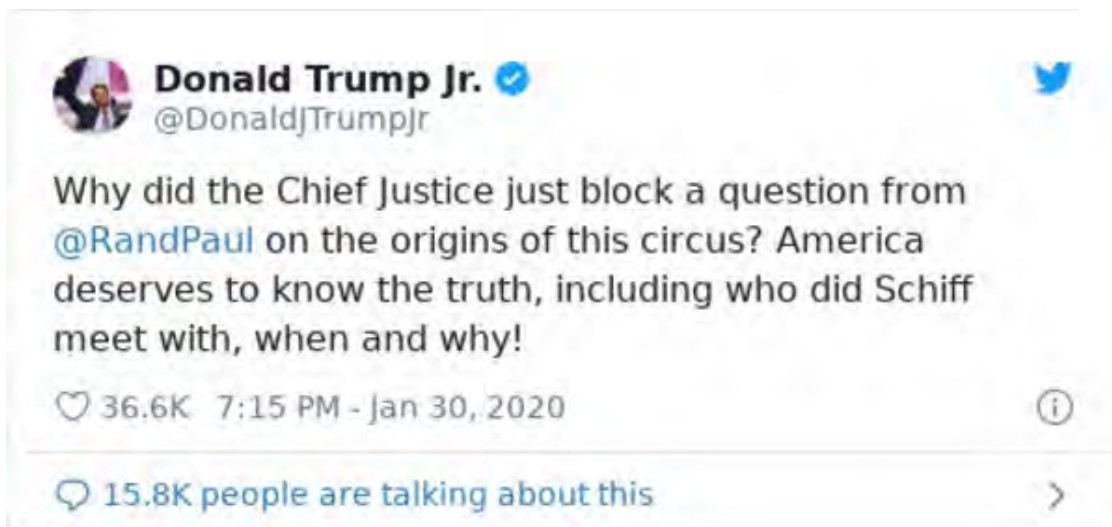 Donald Trump Jr.
@DonaldJTrumpJr
Why did the Chief Justice just block a question from
@RandPaul on the origins of this circus? America
deserves to know the truth, including who did Schiff
meet with, when and why!
36.6K 7:15 PM - Jan 30, 2020
15.8K people are talking about this